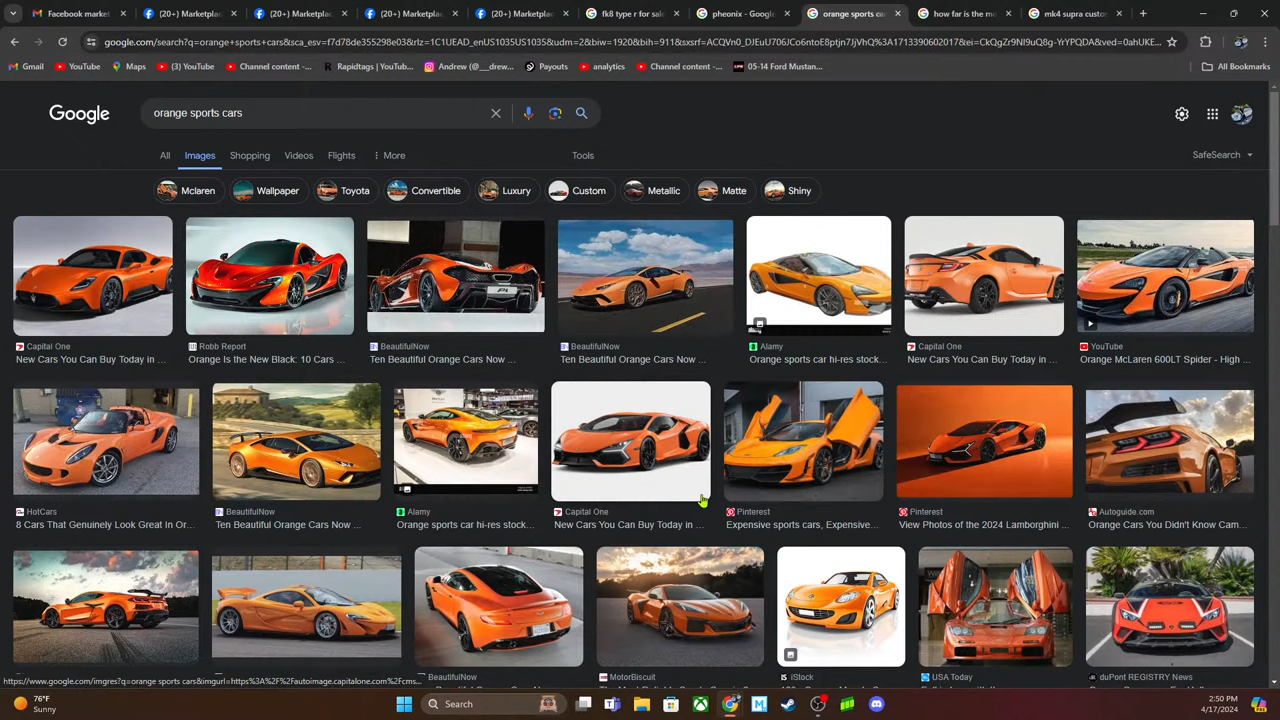 Facebook market
(20+) Marketplac
(20+) Marketplac
(20+) Marketplac
(20+) Marketplac
fk8 type r for sale
pheonix - Google
orange sports car
how far is the mo
mk4 supra custo
google.com/search?q=orange+sports+cars&sca_esv=f7d78de355298e03&rlz=1C1UEAD_enUS1035US1035&udm=2&biw=1920&bih=911&sxsrf=ACQVn0_DJEuU706JCo6ntoE8ptjn7JjVhQ%3A1713390602017&ei=CkQgZr9NI9uQ8g-YrYPQDA&ved=0ahUKE...
Gmail
YouTube
Maps
(3) YouTube
Channel content -...
Rapidtags | YouTub...
Andrew (@___drew...
Payouts
analytics
Channel content -...
05-14 Ford Mustan...
All Bookmarks
Google
orange sports cars
All
Images
Shopping
Videos
Flights
More
Tools
SafeSearch
Mclaren
Wallpaper
Toyota
Convertible
Luxury
Custom
Metallic
Matte
Shiny
Capital One
New Cars You Can Buy Today in ...
Robb Report
Orange Is the New Black: 10 Cars ...
BeautifulNow
Ten Beautiful Orange Cars Now ...
BeautifulNow
Ten Beautiful Orange Cars Now ...
Alamy
Orange sports car hi-res stock...
Capital One
New Cars You Can Buy Today in ...
YouTube
Orange McLaren 600LT Spider - High ...
HotCars
8 Cars That Genuinely Look Great In Or...
BeautifulNow
Ten Beautiful Orange Cars Now ...
Alamy
Orange sports car hi-res stock...
Capital One
New Cars You Can Buy Today in ...
Pinterest
Expensive sports cars, Expensive...
Pinterest
View Photos of the 2024 Lamborghini ...
Autoguide.com
Orange Cars You Didn't Know Cam...
BeautifulNow
MotorBiscuit
iStock
USA Today
duPont REGISTRY News
https://www.google.com/imgres?q=orange sports cars&imgurl=https%3A%2F%2Fautoimage.capitalone.com%2Fcms...
76°F
Sunny
Search
2:50 PM
4/17/2024